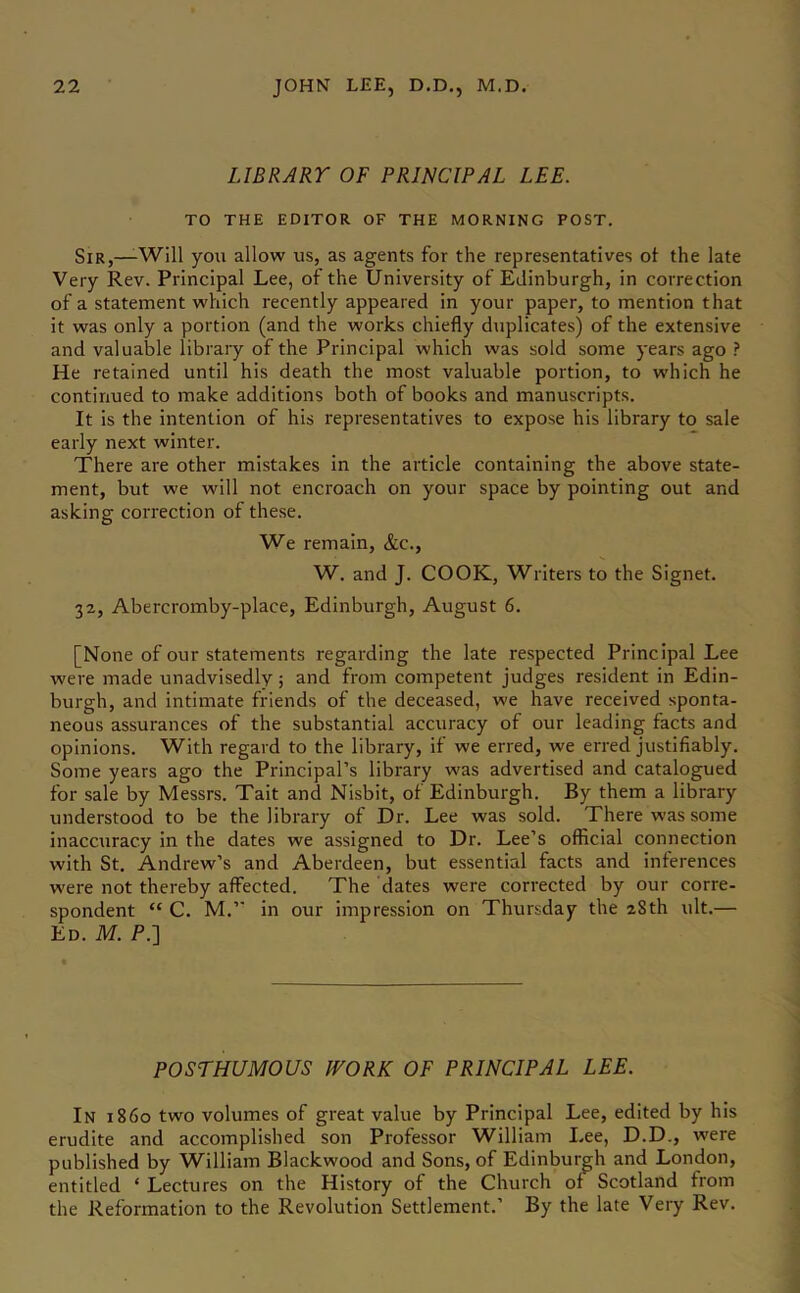 22 JOHN LEE, D.D., M.D.
LIBRARY OF PRINCIPAL LEE.
TO THE EDITOR OF THE MORNING POST.
Sir,—Will you allow us, as agents for the representatives of the late
Very Rev. Principal Lee, of the University of Edinburgh, in correction
of a statement which recently appeared in your paper, to mention that
it was only a portion (and the works chiefly duplicates) of the extensive
and valuable library of the Principal which was sold some years ago ?
He retained until his death the most valuable portion, to which he
continued to make additions both of books and manuscripts.
It is the intention of his representatives to expose his library to sale
early next winter.
There are other mistakes in the article containing the above state-
ment, but we will not encroach on your space by pointing out and
asking correction of these.
We remain, &c.,
W. and J. COOK, Writers to the Signet.
32, Abercromby-place, Edinburgh, August 6.
[None of our statements regarding the late respected Principal Lee
were made unadvisedly; and from competent judges resident in Edin-
burgh, and intimate friends of the deceased, we have received sponta-
neous assurances of the substantial accuracy of our leading facts and
opinions. With regard to the library, if we erred, we erred justifiably.
Some years ago the Principal's library was advertised and catalogued
for sale by Messrs. Tait and Nisbit, of Edinburgh. By them a library
understood to be the library of Dr. Lee was sold. There was some
inaccuracy in the dates we assigned to Dr. Lee's official connection
with St. Andrew's and Aberdeen, but essential facts and inferences
were not thereby affected. The dates were corrected by our corre-
spondent “ C. M.” in our impression on Thursday the 28th ult.—
Ed. M. P.]
POSTHUMOUS WORK OF PRINCIPAL LEE.
In 1860 two volumes of great value by Principal Lee, edited by his
erudite and accomplished son Professor William Lee, D.D., were
published by William Blackwood and Sons, of Edinburgh and London,
entitled ‘ Lectures on the History of the Church of Scotland from
the Reformation to the Revolution Settlement.’ By the late Very Rev.